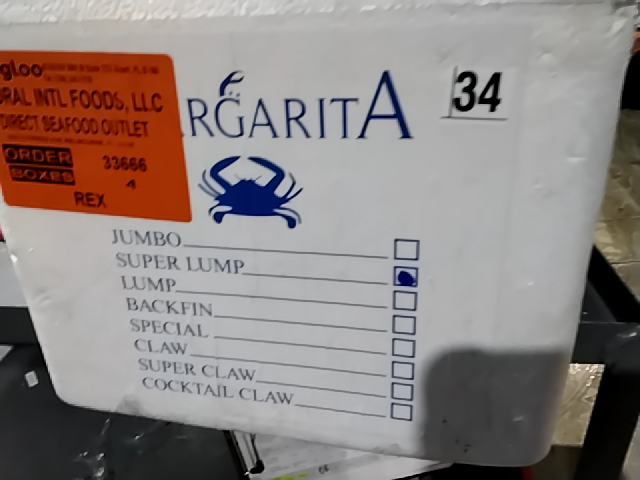 gloo
RAL INTL FOODS, LLC
DIRECT SEAFOOD OUTLET
ORDER 33666
BOXES 4
REX
RGARITA
34
JUMBO
SUPER LUMP
LUMP
BACKFIN
SPECIAL
CLAW
SUPER CLAW
COCKTAIL CLAW